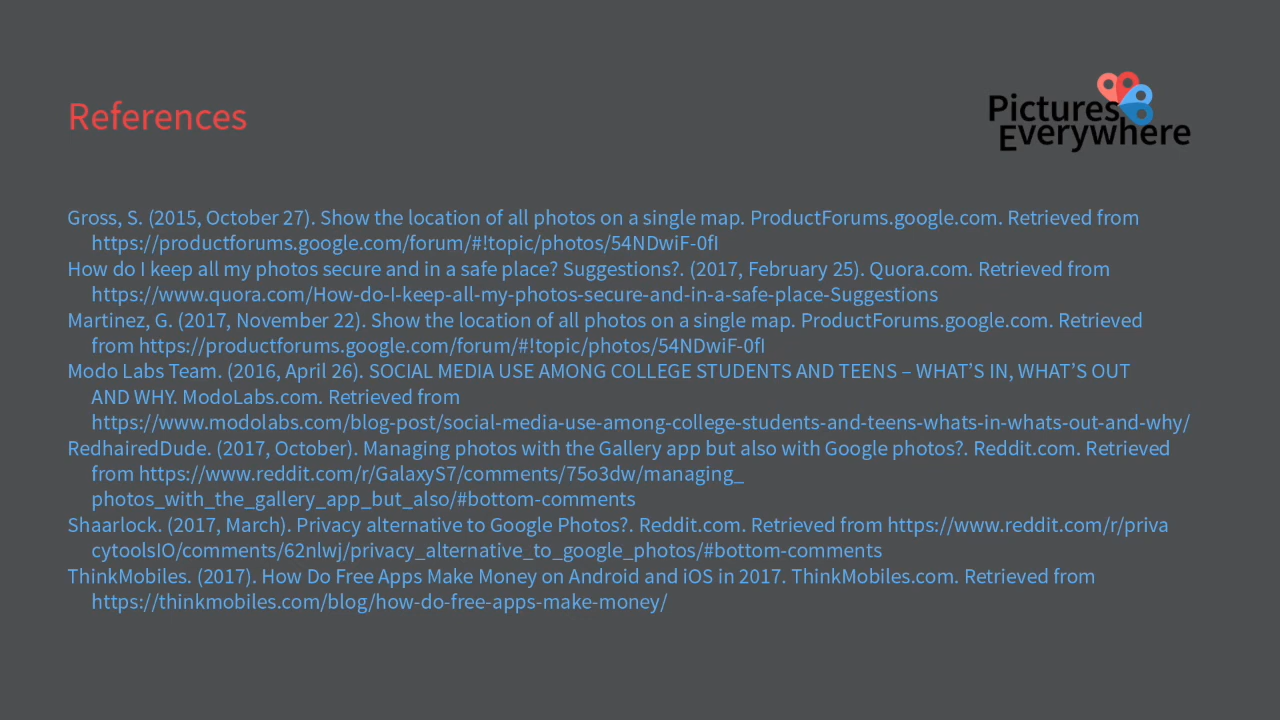 References
Pictures
Everywhere
Gross, S. (2015, October 27). Show the location of all photos on a single map. ProductForums.google.com. Retrieved from
https://productforums.google.com/forum/#!topic/photos/54NDwiF-0fI
How do I keep all my photos secure and in a safe place? Suggestions?. (2017, February 25). Quora.com. Retrieved from
https://www.quora.com/How-do-I-keep-all-my-photos-secure-and-in-a-safe-place-Suggestions
Martinez, G. (2017, November 22). Show the location of all photos on a single map. ProductForums.google.com. Retrieved
from https://productforums.google.com/forum/#!topic/photos/54NDwiF-0fI
Modo Labs Team. (2016, April 26). SOCIAL MEDIA USE AMONG COLLEGE STUDENTS AND TEENS – WHAT’S IN, WHAT’S OUT
AND WHY. ModoLabs.com. Retrieved from
https://www.modolabs.com/blog-post/social-media-use-among-college-students-and-teens-whats-in-whats-out-and-why/
RedhairedDude. (2017, October). Managing photos with the Gallery app but also with Google photos?. Reddit.com. Retrieved
from https://www.reddit.com/r/GalaxyS7/comments/75o3dw/managing_
photos_with_the_gallery_app_but_also/#bottom-comments
Shaarlock. (2017, March). Privacy alternative to Google Photos?. Reddit.com. Retrieved from https://www.reddit.com/r/priva
cytoolsIO/comments/62nlwj/privacy_alternative_to_google_photos/#bottom-comments
ThinkMobiles. (2017). How Do Free Apps Make Money on Android and iOS in 2017. ThinkMobiles.com. Retrieved from
https://thinkmobiles.com/blog/how-do-free-apps-make-money/